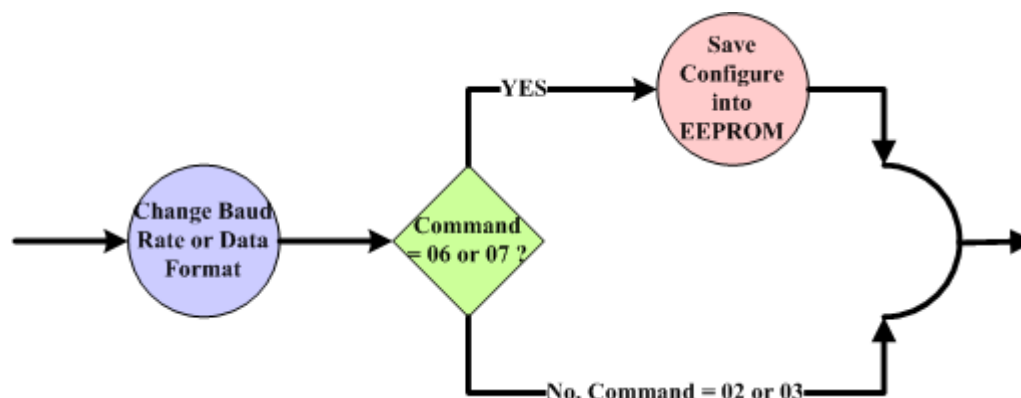 Save
Configure
into
EEPROM
YES
Change Baud
Rate or Data
Format
Command
= 06 or 07 ?
No, Command = 02 or 03